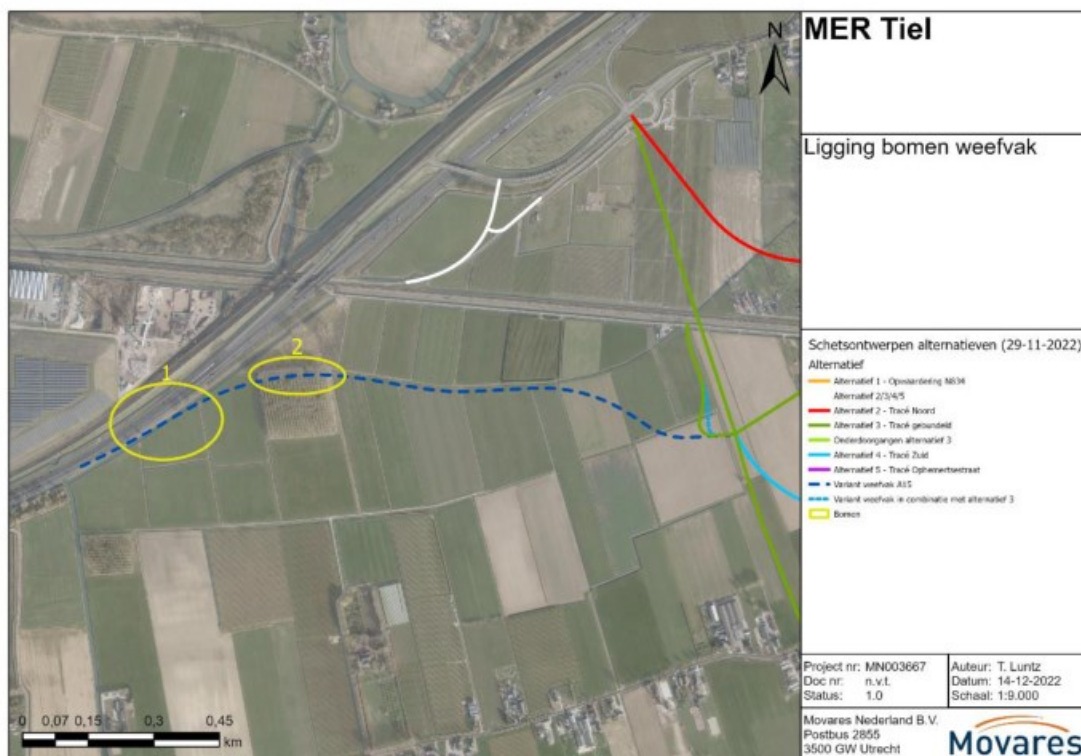 MER Tiel
N
Ligging bomen weefvak
1
2
Schetsontwerpen alternatieven (29-11-2022)
Alternatief
Alternatief 1 - Opwaardering N834
Alternatief 2/3/4/5
Alternatief 2 - Tracé Noord
Alternatief 3 - Tracé gebundeld
Onderdoorgangen alternatief 3
Alternatief 4 - Tracé Zuid
Alternatief 5 - Tracé Ophemertsestraat
Variant weefvak A15
Variant weefvak in combinatie met alternatief 3
Bomen
0 0,07 0,15 0,3 0,45
km
Project nr: MN003667
Doc nr: n.v.t.
Status: 1.0
Auteur: T. Luntz
Datum: 14-12-2022
Schaal: 1:9.000
Movares Nederland B.V.
Postbus 2855
3500 GW Utrecht
Movares